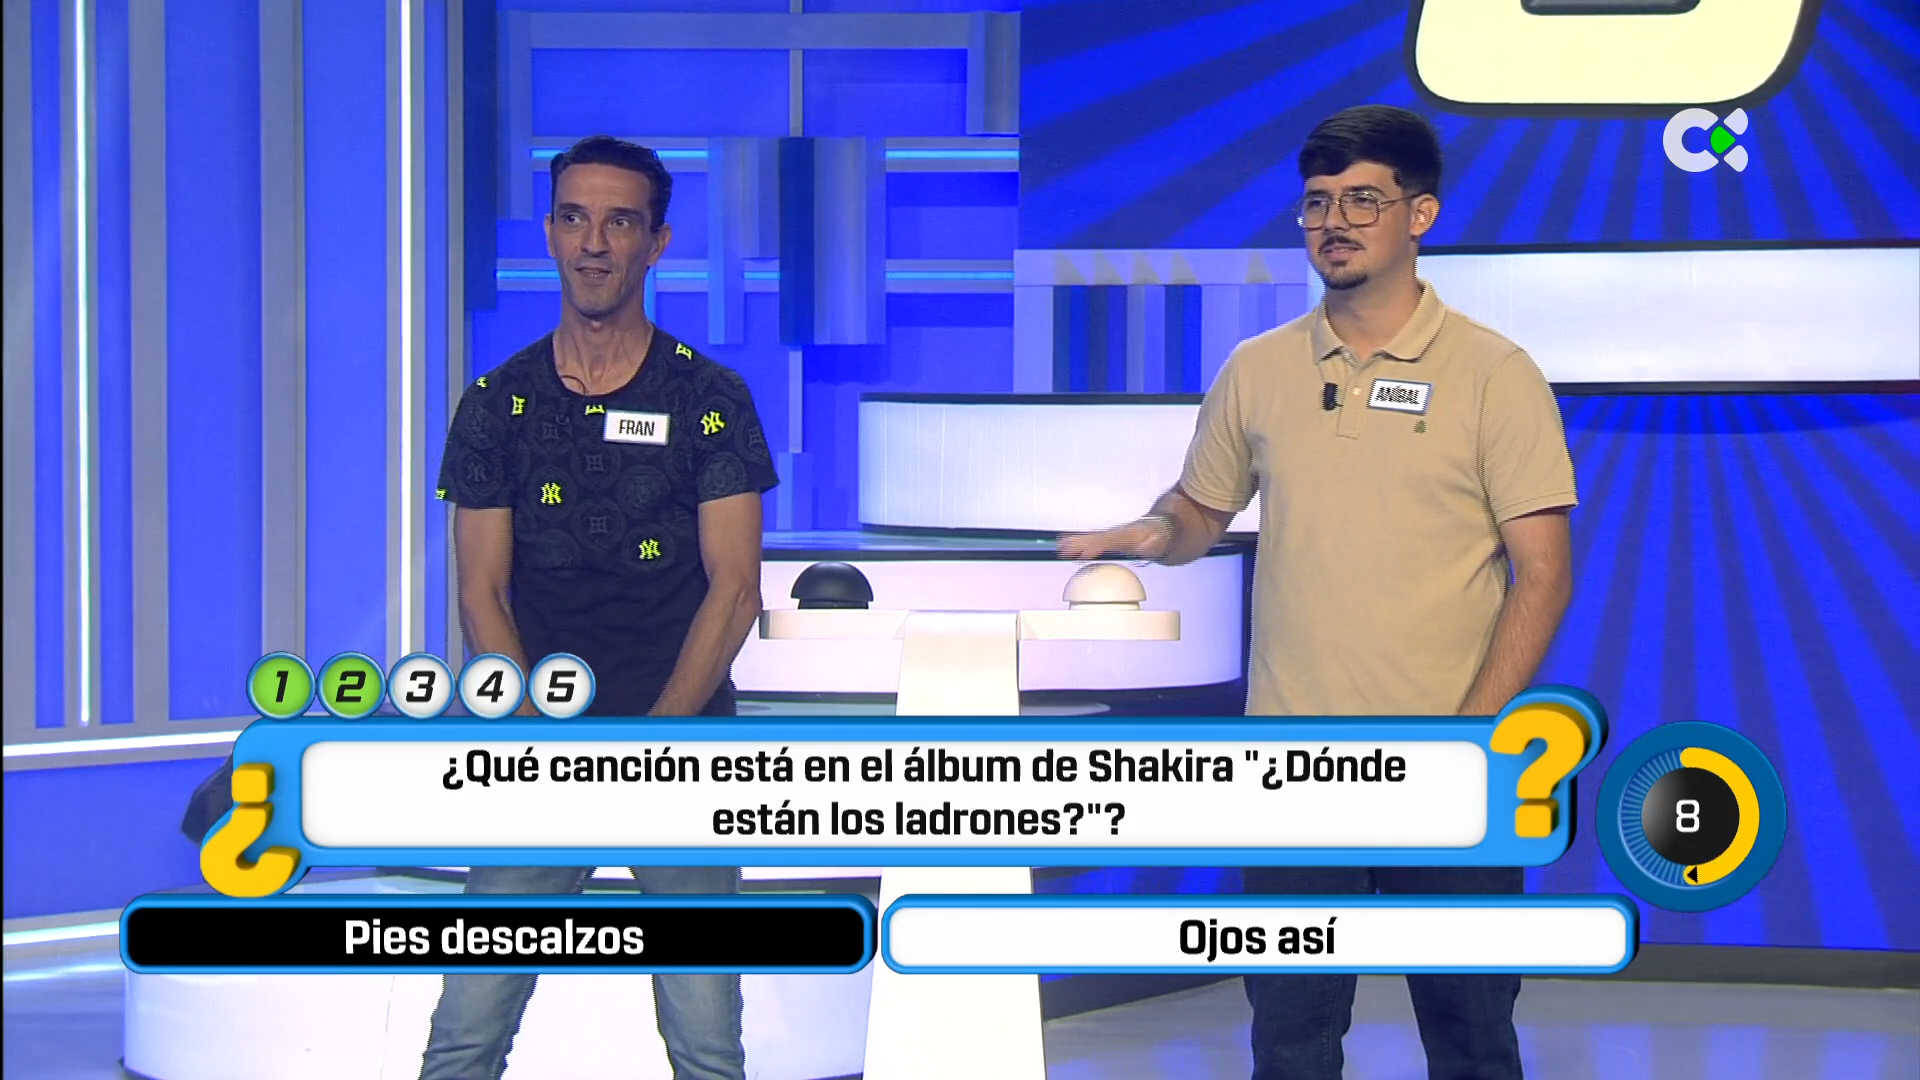 FRAN
ANÍBAL
1 2 3 4 5
¿Qué canción está en el álbum de Shakira "¿Dónde
están los ladrones?"?
8
Pies descalzos
Ojos así